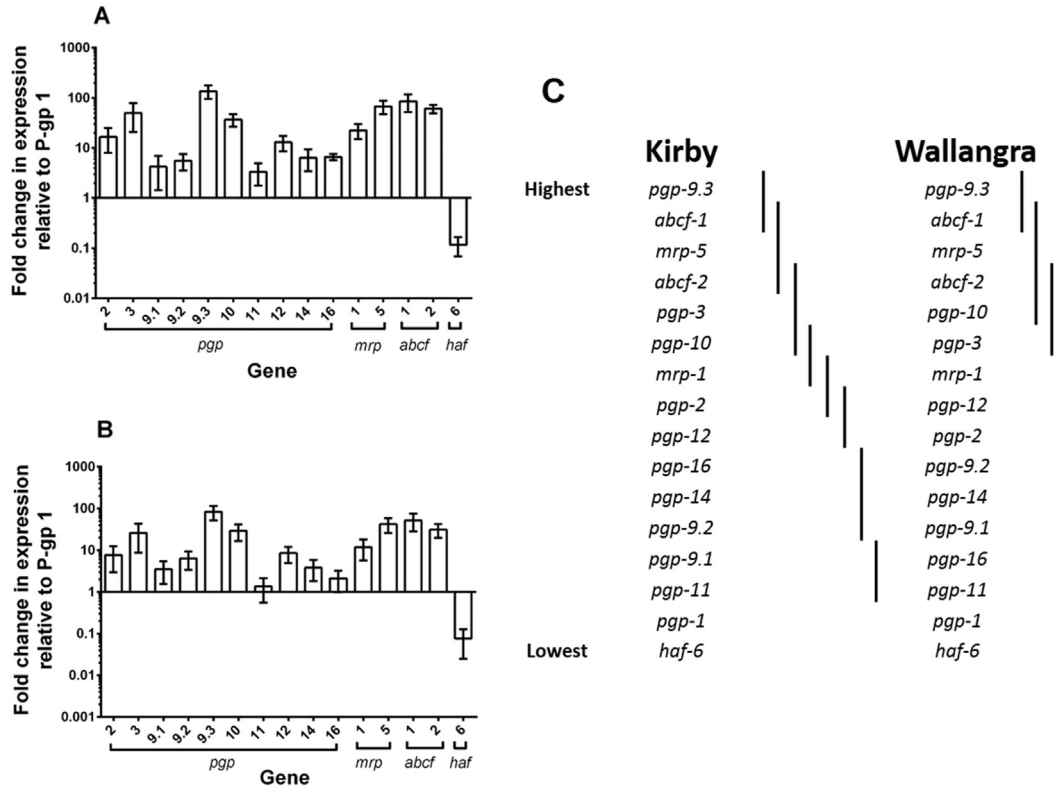 A
Fold change in expression
relative to P-gp 1
1000
100
10
1
0.1
0.01
2 3 9.1 9.2 9.3 10 11 12 14 16 1 5 1 2 6
pgp mrp abcf haf
Gene
B
Fold change in expression
relative to P-gp 1
1000
100
10
1
0.1
0.01
0.001
2 3 9.1 9.2 9.3 10 11 12 14 16 1 5 1 2 6
pgp mrp abcf haf
Gene
C
Kirby Wallangra
Highest pgp-9.3 pgp-9.3
abcf-1 abcf-1
mrp-5 mrp-5
abcf-2 abcf-2
pgp-3 pgp-10
pgp-10 pgp-3
mrp-1 mrp-1
pgp-2 pgp-12
pgp-12 pgp-2
pgp-16 pgp-9.2
pgp-14 pgp-14
pgp-9.2 pgp-9.1
pgp-9.1 pgp-16
pgp-11 pgp-11
pgp-1 pgp-1
Lowest haf-6 haf-6